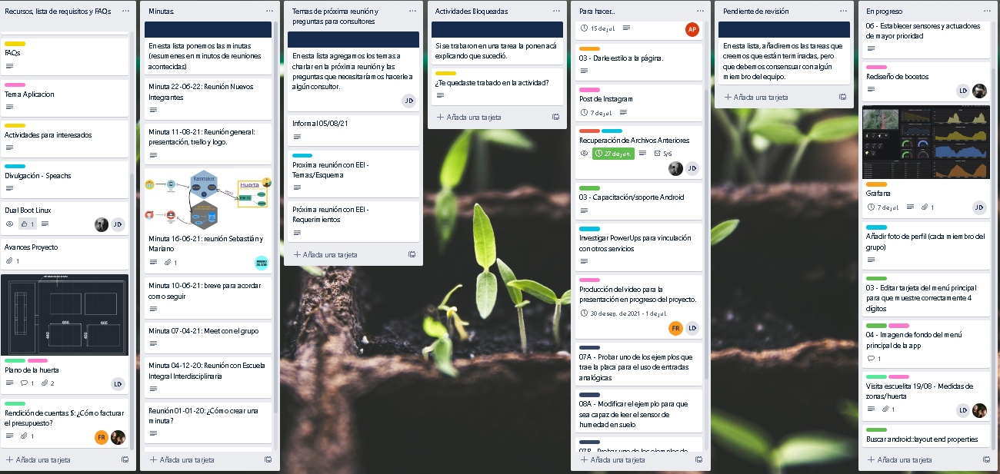 Recursos, lista de requisitos y FAQs
FAQs
Tema Aplicacion
Actividades para interesados
Divulgación - Speachs
Dual Boot Linux
1
JD
Avances Proyecto
1
Plano de la huerta
1
2
LD
Rendición de cuentas $: ¿Cómo facturar
el presupuesto?
1
FR
Añada una tarjeta
Minutas.
En esta lista ponemos las minutas
(resumenes en minutos de reuniones
acontecidas)
Minuta 22-06-22: Reunión Nuevos
Integrantes
Minuta 11-08-21: Reunión general:
presentación, trello y logo.
Rainmaker
Huerta
Minuta 16-06-21: reunión Sebastián y
Mariano
1
Minuta 10-06-21: breve para acordar
como seguir
Minuta 07-04-21: Meet con el grupo
Minuta 04-12-20: Reunión con Escuela
Integral Interdisciplinaria
Reunión 01-01-20: ¿Cómo crear una
minuta?
Añada una tarjeta
Temas de próxima reunión y
preguntas para consultores
En esta lista agregamos los temas a
charlar en la próxima reunión y las
preguntas que necesitaríamos hacerle a
algún consultor.
JD
Informal 05/08/21
Proxima reunión con EEI -
Temas/Esquema
Próxima reunión con EEI -
Requerimientos
Añada una tarjeta
Actividades Bloqueadas
Si se trabaron en una tarea la ponen acá
explicando que sucedió.
¿Te quedaste trabado en la actividad?
Añada una tarjeta
Para hacer..
15 de jul.
AP
03 - Darle estilo a la página.
Post de Instagram
7 de jul.
Recuperación de Archivos Anteriores
27 de jun.
5/6
JD
03 - Capacitación/soporte Android
Investigar PowerUps para vinculación
con otros servicios
Producción del video para la
presentación en progreso del proyecto.
30 de sep. de 2021 - 1 de jul.
FR
LD
07A - Probar uno de los ejemplos que
trae la placa para el uso de entradas
analógicas
08A - Modificar el ejemplo para que
sea capaz de leer el sensor de
humedad en suelo
07B - Probar uno de los ejemplos de
Añada una tarjeta
Pendiente de revisión
En esta lista, añadiremos las tareas que
creemos que están terminadas, pero
que debemos consensuar con algún
miembro del equipo.
Añada una tarjeta
En progreso
06 - Establecer sensores y actuadores
de mayor prioridad
Rediseño de bocetos
LD
Grafana
7 de jul.
1
JD
Añadir foto de perfil (cada miembro del
grupo)
03 - Editar tarjeta del menú principal
para que muestre correctamente 4
dígitos
04 - Imagen de fondo del menú
principal de la app
1
Visita escuelita 19/08 - Medidas de
zonas/huerta
1
LD
Buscar android::layout end properties
Añada una tarjeta